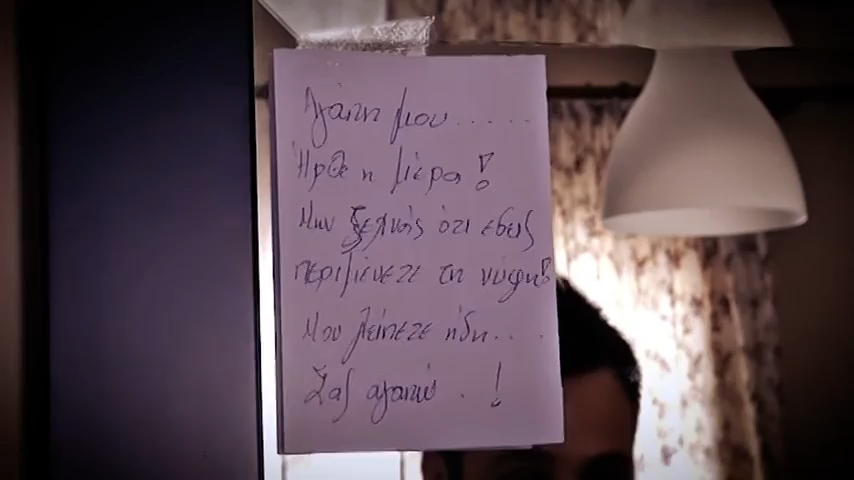 Αγάπη μου......
Ήρθε η μέρα!
Μην ξεχνάς ότι εσείς
περιμένετε τη νύφη!
Μου λείπετε ήδη...
Σας αγαπώ.!